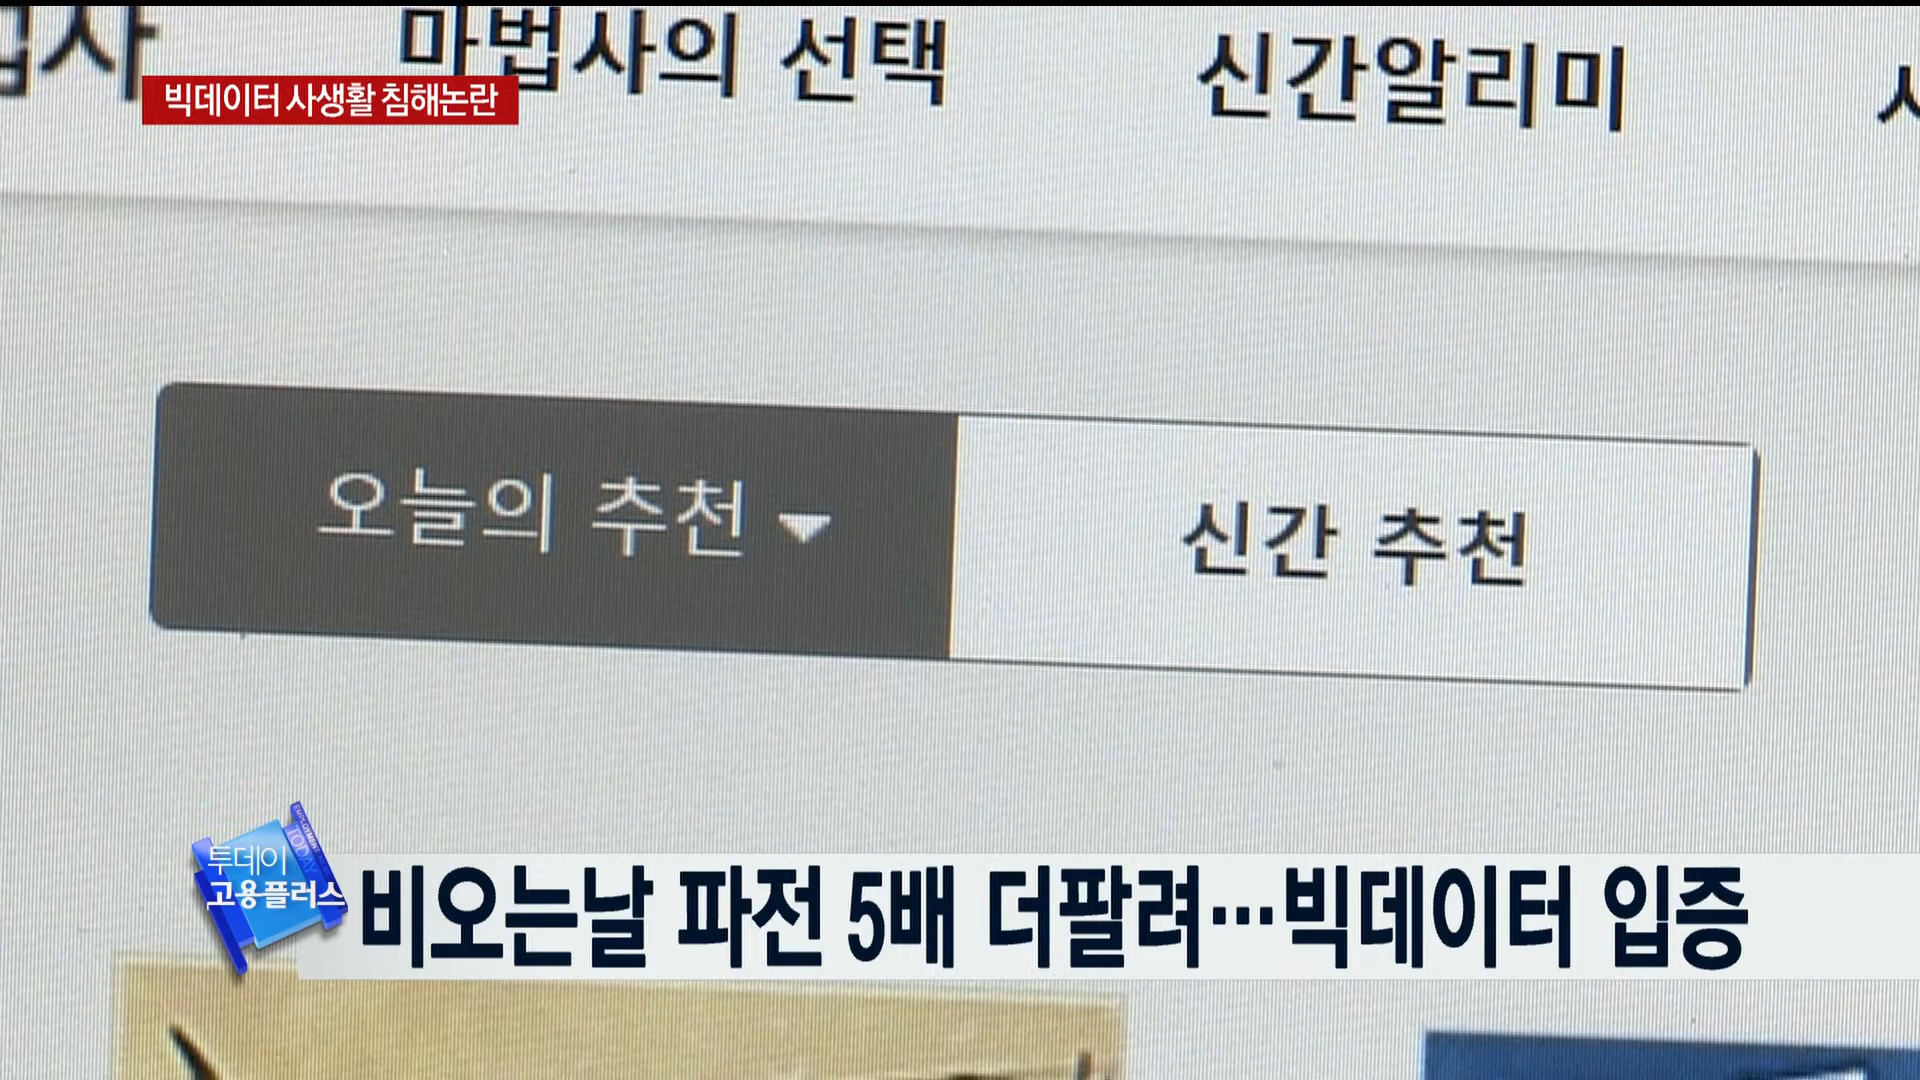 마법사의 선택
신간알리미
빅데이터 사생활 침해논란
오늘의 추천
신간 추천
EMPLOYMENT
TODAY
투데이
고용플러스
비오는날 파전 5배 더팔려…빅데이터 입증